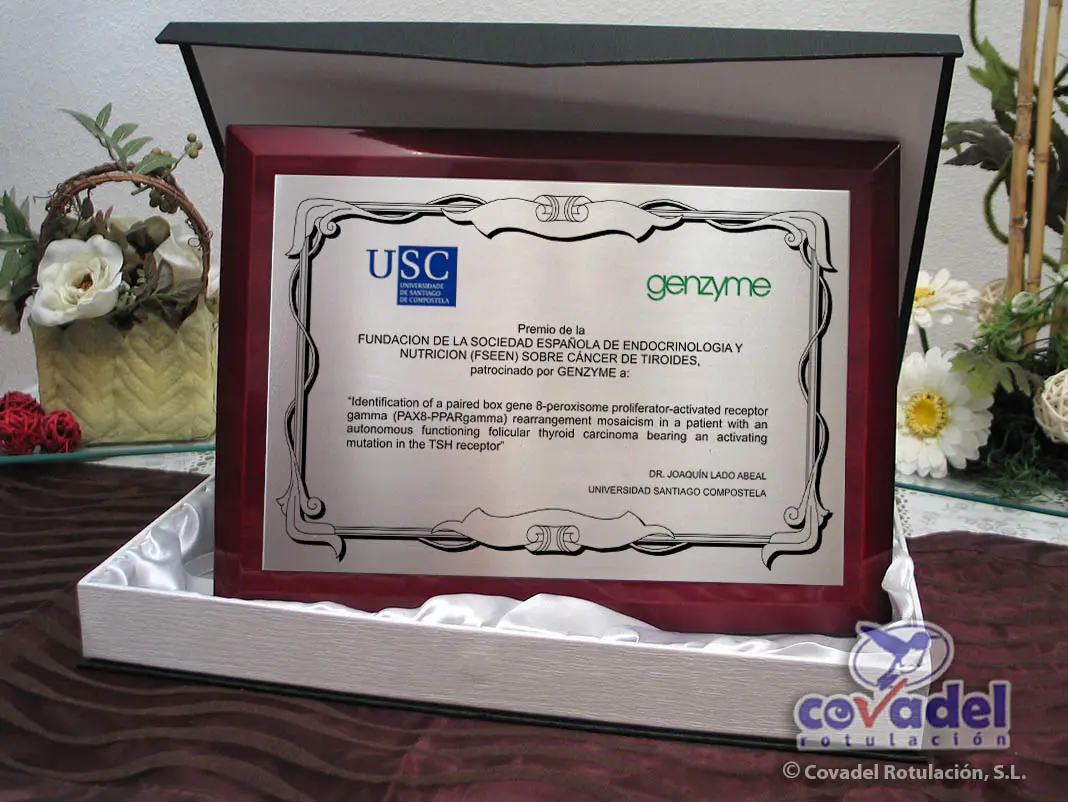 USC
UNIVERSIDADE
DE SANTIAGO
DE COMPOSTELA
genzyme
Premio de la
FUNDACION DE LA SOCIEDAD ESPAÑOLA DE ENDOCRINOLOGIA Y
NUTRICION (FSEEN) SOBRE CÁNCER DE TIROIDES,
patrocinado por GENZYME a:
"Identification of a paired box gene 8-peroxisome proliferator-activated receptor
gamma (PAX8-PPARgamma) rearrangement mosaicism in a patient with an
autonomous functioning folicular thyroid carcinoma bearing an activating
mutation in the TSH receptor"
DR. JOAQUÍN LADO ABEAL
UNIVERSIDAD SANTIAGO COMPOSTELA
covadel
rotulación
© Covadel Rotulación, S.L.